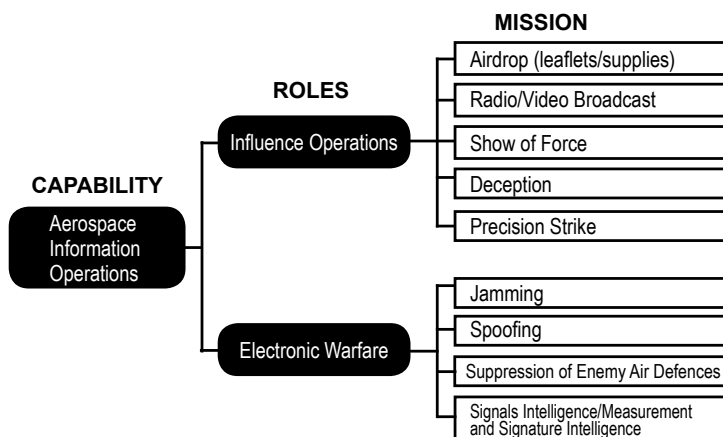 MISSION
Airdrop (leaflets/supplies)
Radio/Video Broadcast
ROLES
Influence Operations
Show of Force
Deception
Precision Strike
CAPABILITY
Aerospace
Information
Operations
Jamming
Spoofing
Electronic Warfare
Suppression of Enemy Air Defences
Signals Intelligence/Measurement
and Signature Intelligence